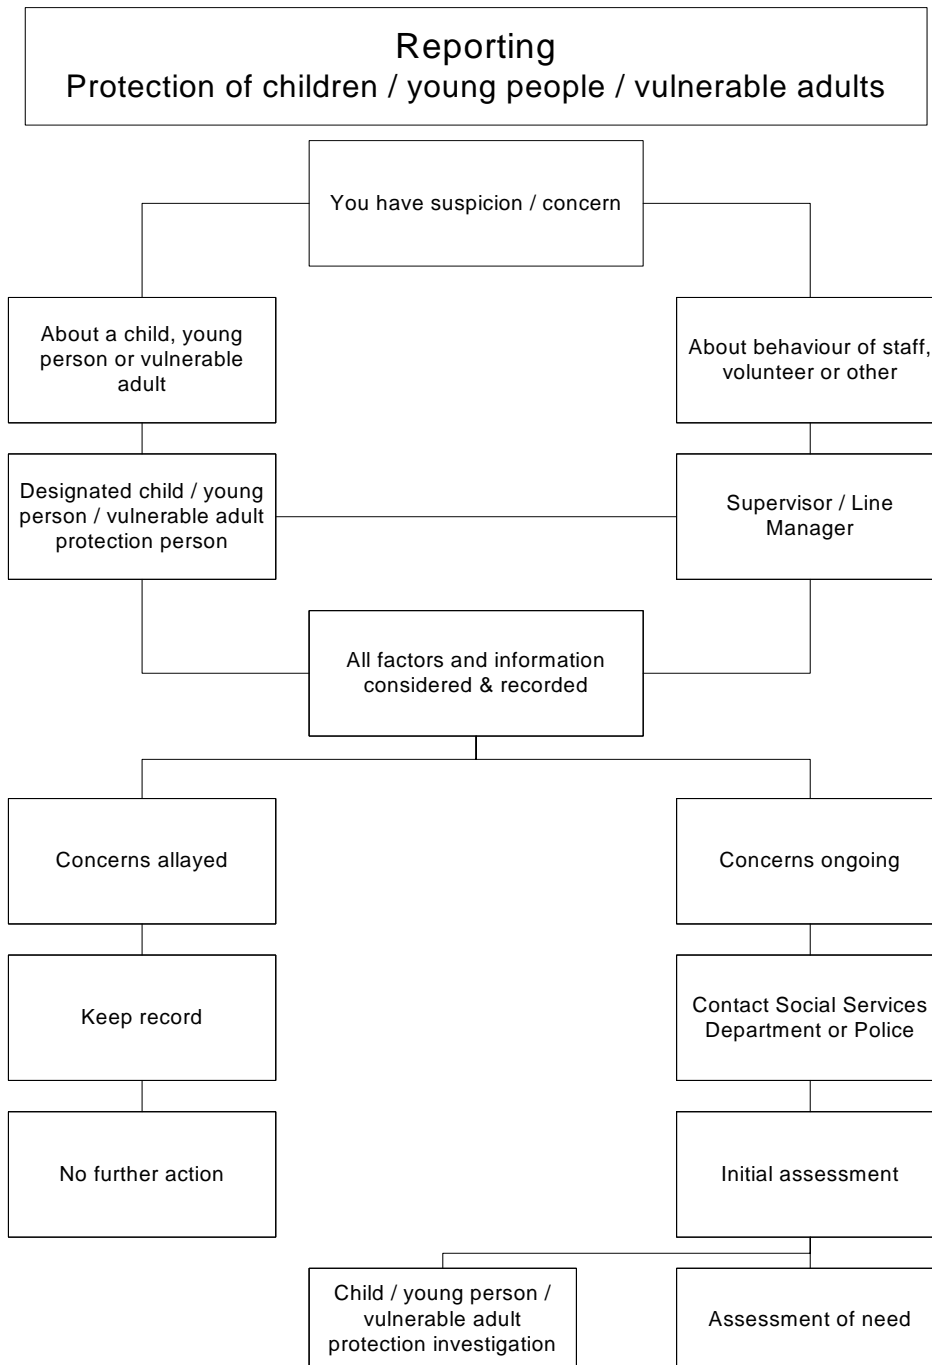 Reporting
Protection of children / young people / vulnerable adults
You have suspicion / concern
About a child, young
person or vulnerable
adult
About behaviour of staff,
volunteer or other
Designated child / young
person / vulnerable adult
protection person
Supervisor / Line
Manager
All factors and information
considered & recorded
Concerns allayed
Concerns ongoing
Keep record
Contact Social Services
Department or Police
No further action
Initial assessment
Child / young person /
vulnerable adult
protection investigation
Assessment of need